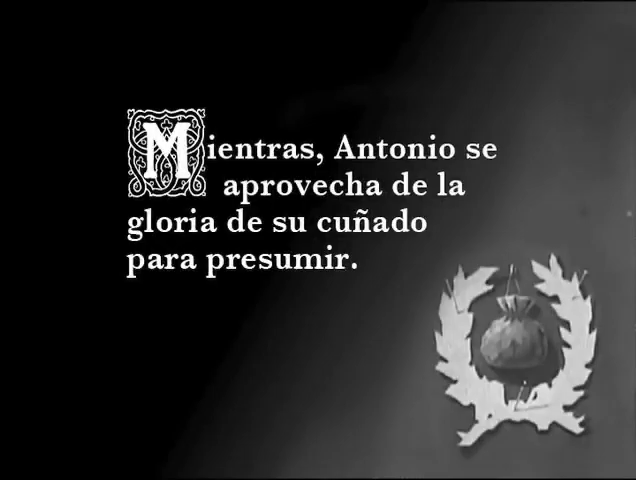 Mientras, Antonio se
aprovecha de la
gloria de su cuñado
para presumir.